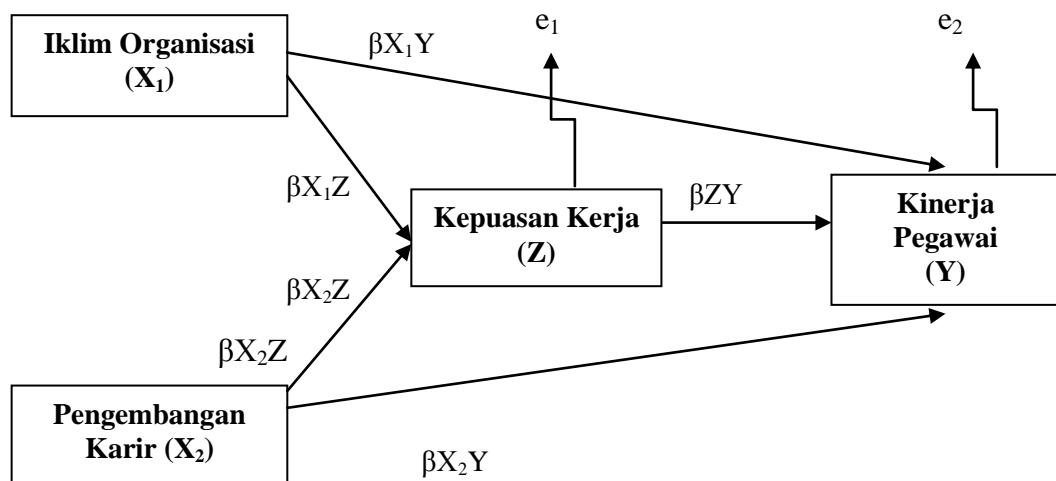 e₁
e₂
Iklim Organisasi
(X₁)
βX₁Y
βX₁Z
Kepuasan Kerja
(Z)
βZY
Kinerja
Pegawai
(Y)
βX₂Z
βX₂Z
Pengembangan
Karir (X₂)
βX₂Y